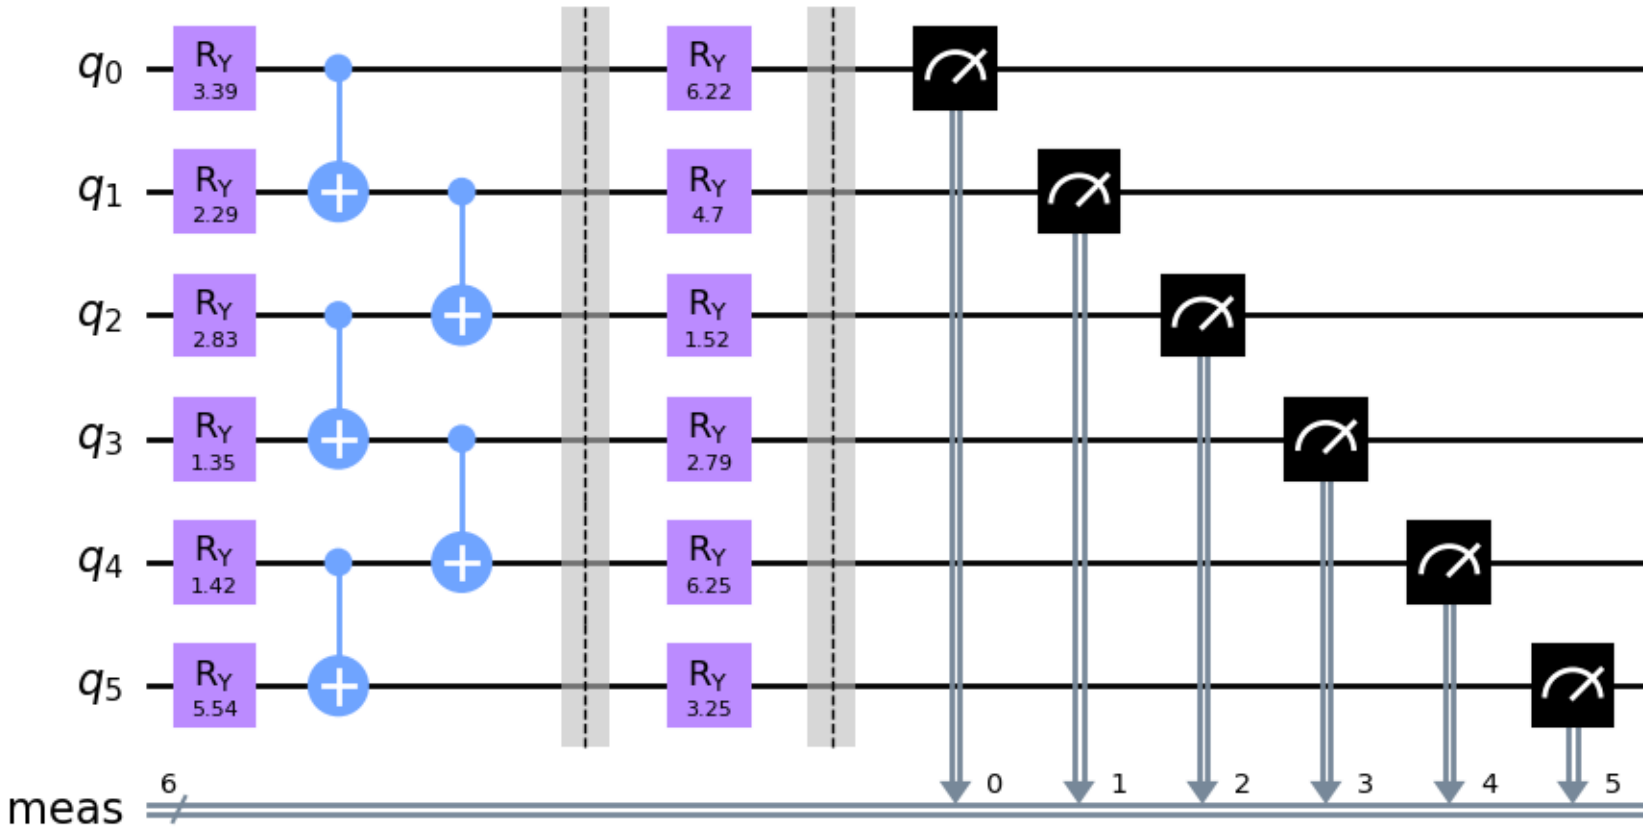 q0 RY 3.39 RY 6.22
q1 RY 2.29 RY 4.7
q2 RY 2.83 RY 1.52
q3 RY 1.35 RY 2.79
q4 RY 1.42 RY 6.25
q5 RY 5.54 RY 3.25
6 0 1 2 3 4 5
meas